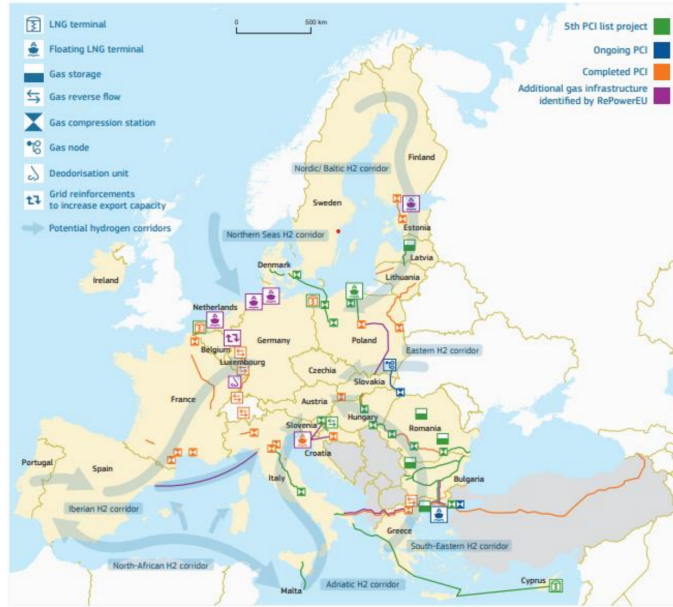 LNG terminal
Floating LNG terminal
Gas storage
Gas reverse flow
Gas compression station
Gas node
Deodorisation unit
Grid reinforcements
to increase export capacity
Potential hydrogen corridors
0
500 km
5th PCI list project
Ongoing PCI
Completed PCI
Additional gas infrastructure
identified by RePowerEU
Finland
Nordic/ Baltic H2 corridor
Sweden
Estonia
Northern Seas H2 corridor
Latvia
Denmark
Lithuania
Ireland
Netherlands
Germany
Poland
Belgium
Eastern H2 corridor
Luxembourg
Czechia
Slovakia
France
Austria
Hungary
Romania
Slovenia
Croatia
Portugal
Spain
Italy
Bulgaria
Iberian H2 corridor
Greece
South-Eastern H2 corridor
North-African H2 corridor
Adriatic H2 corridor
Malta
Cyprus